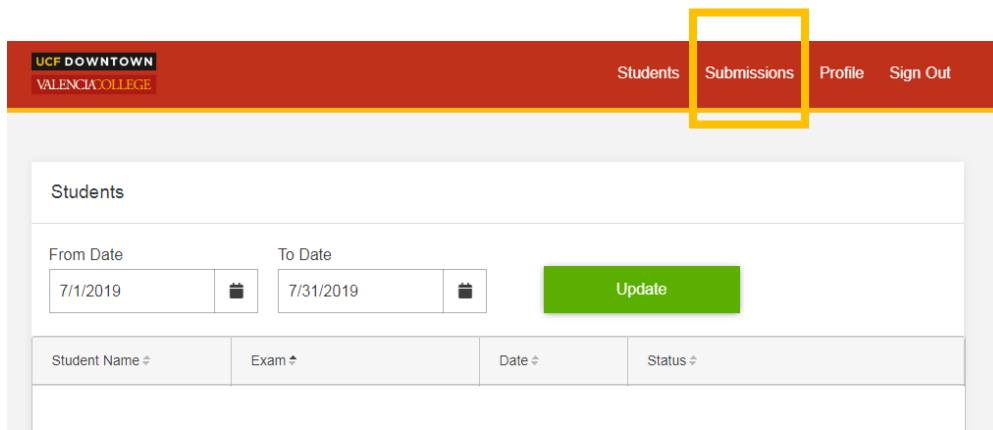 UCF DOWNTOWN
VALENCIACOLLEGE
Students Submissions Profile Sign Out
Students
From Date To Date
7/1/2019 7/31/2019 Update
Student Name Exam Date Status